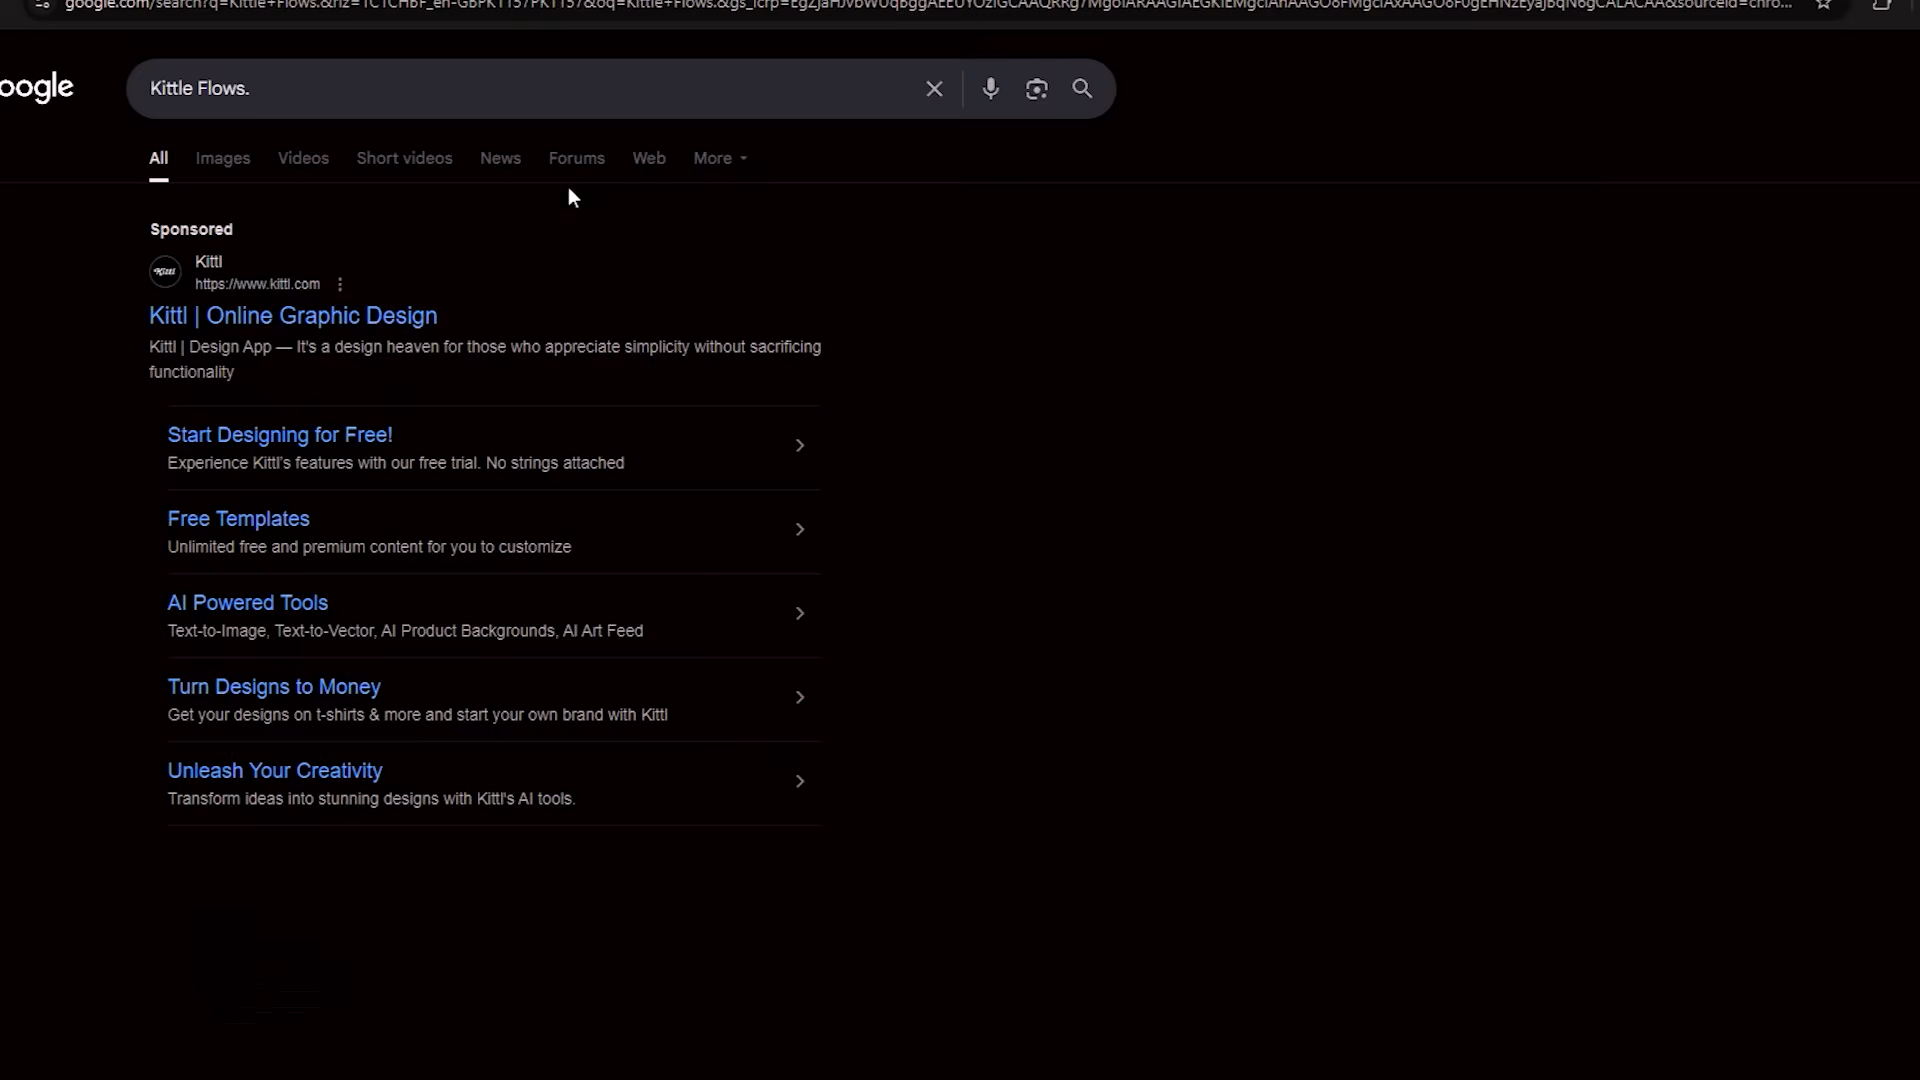 oogle
Kittle Flows.
All Images Videos Short videos News Forums Web More
Sponsored
Kittl
Kittl
https://www.kittl.com
Kittl | Online Graphic Design
Kittl | Design App — It's a design heaven for those who appreciate simplicity without sacrificing
functionality
Start Designing for Free!
Experience Kittl's features with our free trial. No strings attached
Free Templates
Unlimited free and premium content for you to customize
AI Powered Tools
Text-to-Image, Text-to-Vector, AI Product Backgrounds, AI Art Feed
Turn Designs to Money
Get your designs on t-shirts & more and start your own brand with Kittl
Unleash Your Creativity
Transform ideas into stunning designs with Kittl's AI tools.